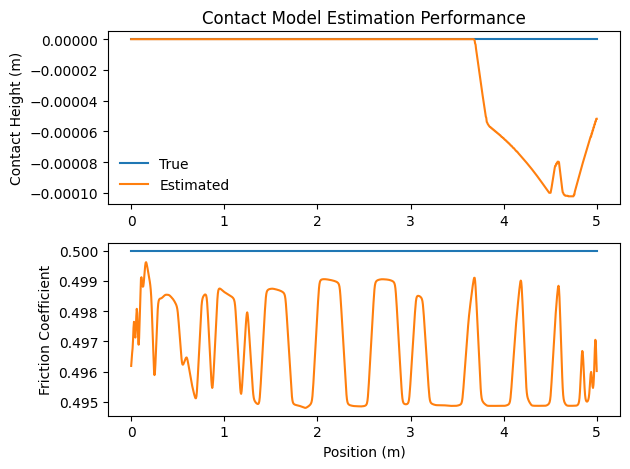 Contact Model Estimation Performance
Contact Height (m)
0.00000
−0.00002
−0.00004
−0.00006
−0.00008
−0.00010
True
Estimated
0 1 2 3 4 5
Friction Coefficient
0.500
0.499
0.498
0.497
0.496
0.495
0 1 2 3 4 5
Position (m)